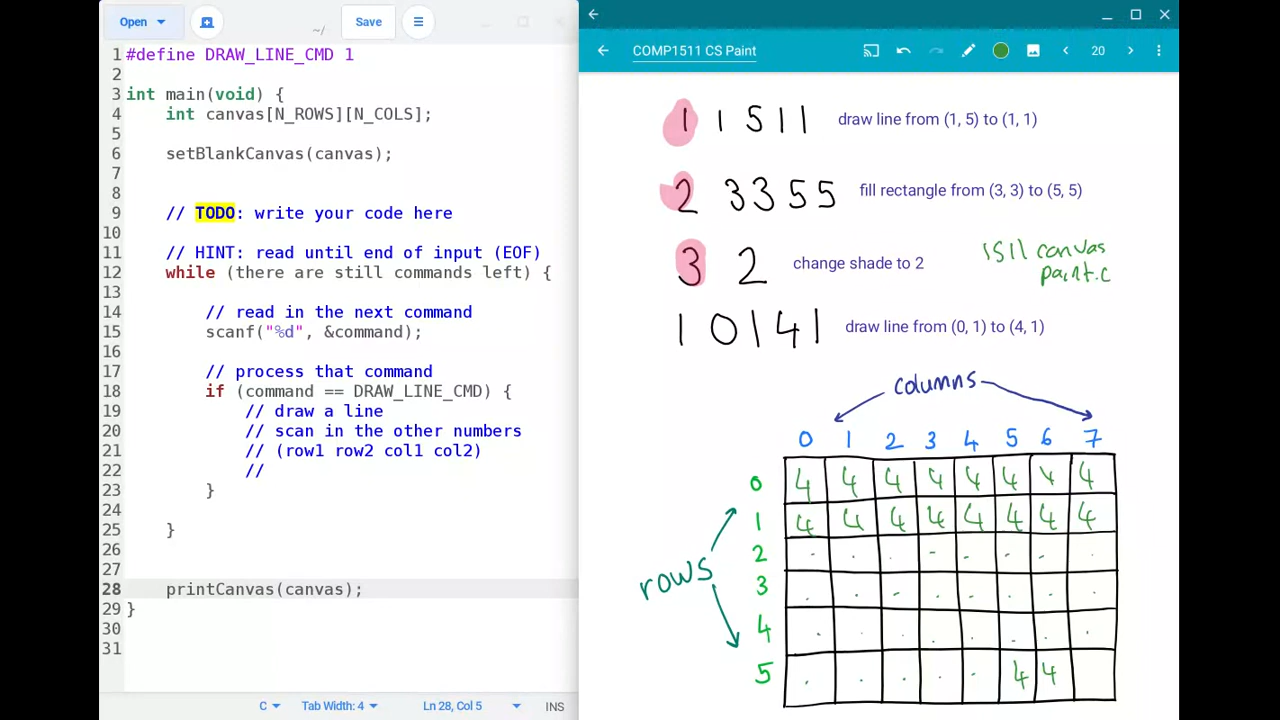 Open
~/
Save
1 #define DRAW_LINE_CMD 1
2
3 int main(void) {
4     int canvas[N_ROWS][N_COLS];
5
6     setBlankCanvas(canvas);
7
8
9     // TODO: write your code here
10
11     // HINT: read until end of input (EOF)
12     while (there are still commands left) {
13
14         // read in the next command
15         scanf("%d", &command);
16
17         // process that command
18         if (command == DRAW_LINE_CMD) {
19             // draw a line
20             // scan in the other numbers
21             // (row1 row2 col1 col2)
22             //
23         }
24
25     }
26
27
28     printCanvas(canvas);
29 }
30
31
C
Tab Width: 4
Ln 28, Col 5
INS
COMP1511 CS Paint
20
1 1 5 1 1 draw line from (1, 5) to (1, 1)
2 3 3 5 5 fill rectangle from (3, 3) to (5, 5)
3 2 change shade to 2
1511 canvas
paint.c
1 0 1 4 1 draw line from (0, 1) to (4, 1)
columns
0 1 2 3 4 5 6 7
0 4 4 4 4 4 4 4 4
1 4 4 4 4 4 4 4 4
2 . . . . . . . .
rows
3 . . . . . . . .
4 . . . . . . . .
5 . . . . . 4 4